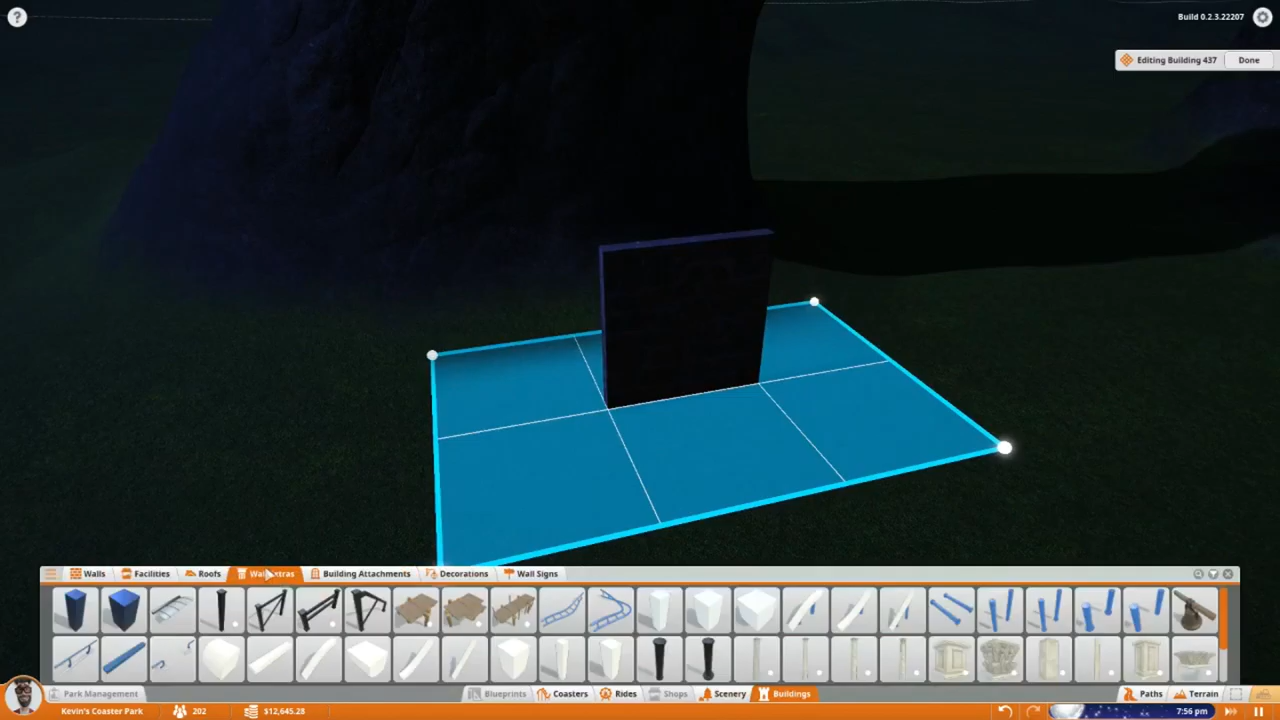 ?
Build 0.2.3.22207
Editing Building 437
Done
Walls
Facilities
Roofs
Wall Extras
Building Attachments
Decorations
Wall Signs
Park Management
Blueprints
Coasters
Rides
Shops
Scenery
Buildings
Paths
Terrain
Kevin's Coaster Park
202
$12,645.28
7:56 pm